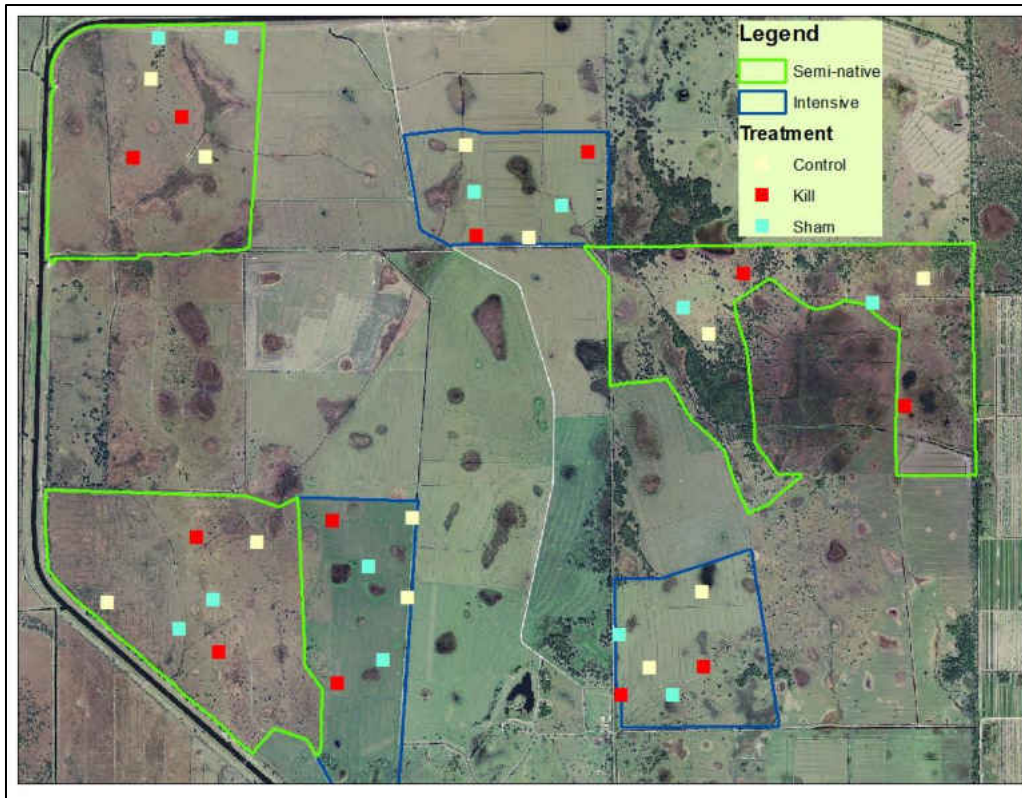 Legend
Semi-native
Intensive
Treatment
Control
Kill
Sham